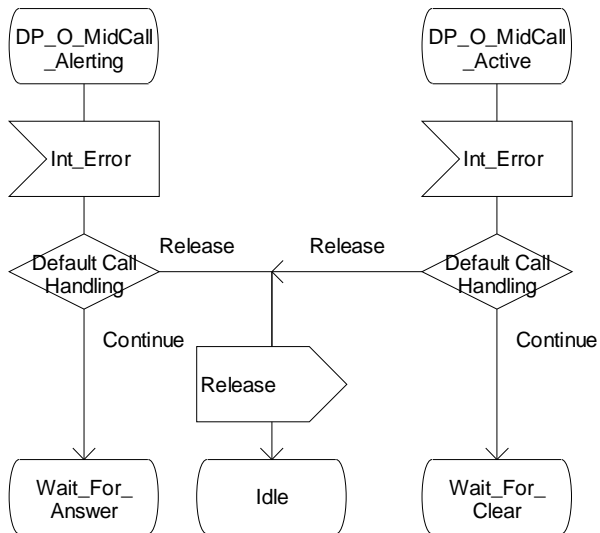 DP_O_MidCall
_Alerting
DP_O_MidCall
_Active
Int_Error
Int_Error
Release
Release
Default Call
Handling
Default Call
Handling
Continue
Continue
Release
Wait_For_
Answer
Idle
Wait_For_
Clear